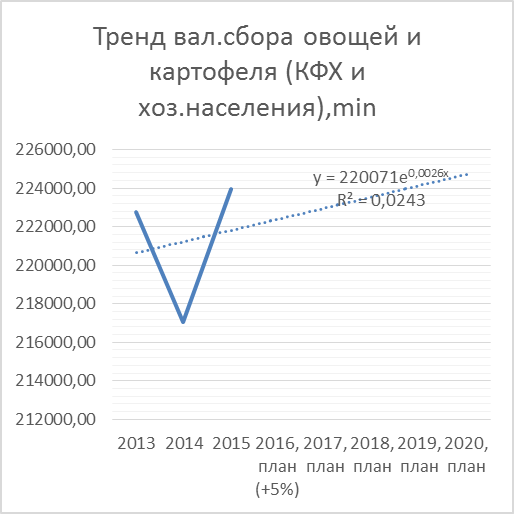 Тренд вал.сбора овощей и
картофеля (КФХ и
хоз.населения),min
226000,00
224000,00
222000,00
220000,00
218000,00
216000,00
214000,00
212000,00
y = 220071e^0,0026x
R² = 0,0243
2013 2014 2015 2016, 2017, 2018, 2019, 2020,
план план план план план
(+5%)